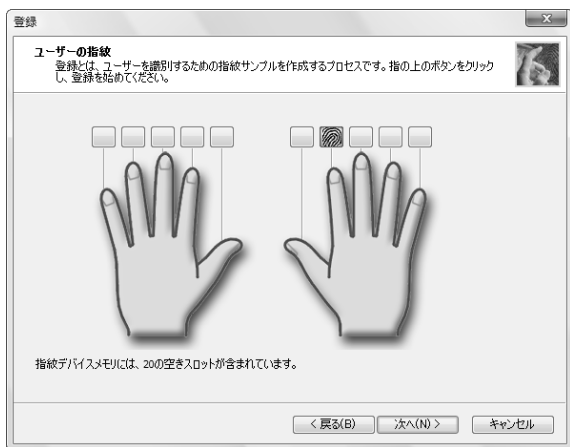 登録
ユーザーの指紋
登録とは、ユーザーを識別するための指紋サンプルを作成するプロセスです。指の上のボタンをクリック
し、登録を始めてください。
指紋デバイスメモリには、20の空きスロットが含まれています。
< 戻る(B)
次へ(N) >
キャンセル